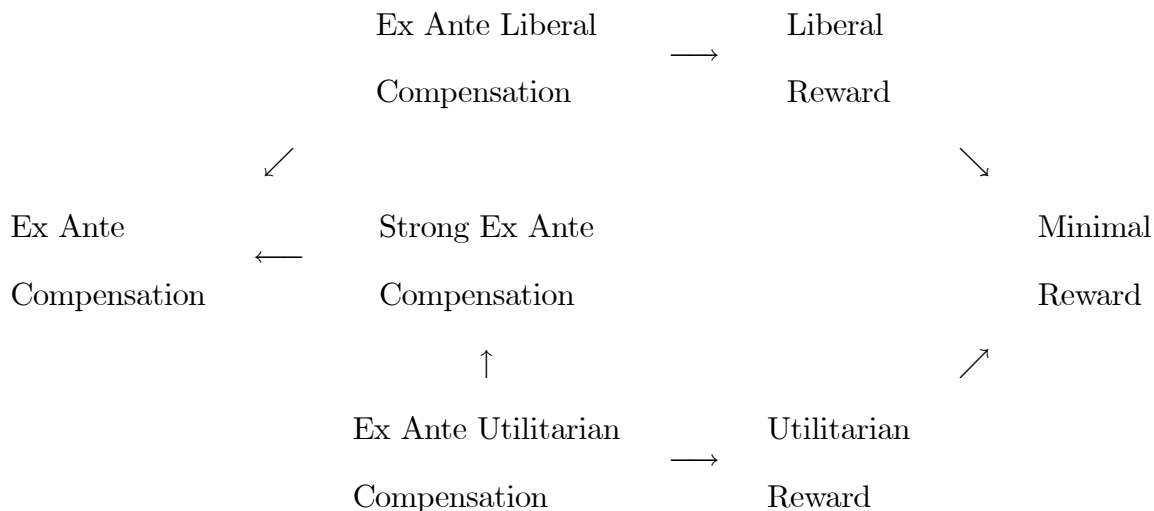 Ex Ante Liberal
Compensation
⟶
Liberal
Reward
↙
↘
Ex Ante
Compensation
⟵
Strong Ex Ante
Compensation
Minimal
Reward
↑
↗
Ex Ante Utilitarian
Compensation
⟶
Utilitarian
Reward